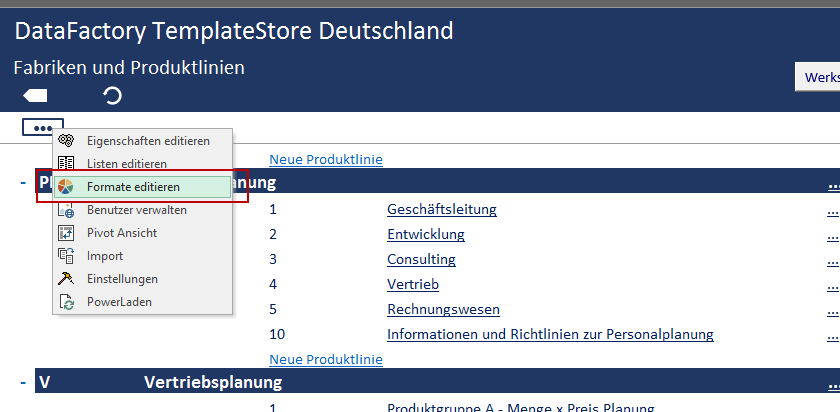 DataFactory TemplateStore Deutschland
Fabriken und Produktlinien
Werks
•••
Eigenschaften editieren
Listen editieren
Formate editieren
Benutzer verwalten
Pivot Ansicht
Import
Einstellungen
PowerLaden
Neue Produktlinie
- P anung ...
1 Geschäftsleitung ...
2 Entwicklung ...
3 Consulting ...
4 Vertrieb ...
5 Rechnungswesen ...
10 Informationen und Richtlinien zur Personalplanung ...
Neue Produktlinie
- V Vertriebsplanung ...
1 Produktgruppe A - Menge x Preis Planung ...